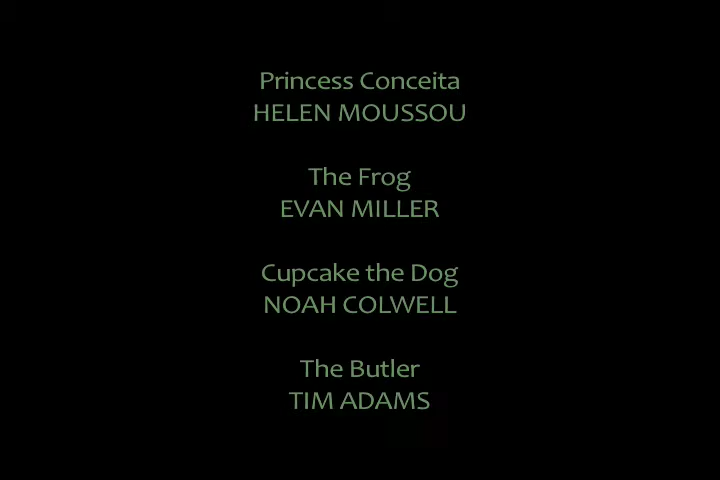 Princess Conceita
HELEN MOUSSOU
The Frog
EVAN MILLER
Cupcake the Dog
NOAH COLWELL
The Butler
TIM ADAMS